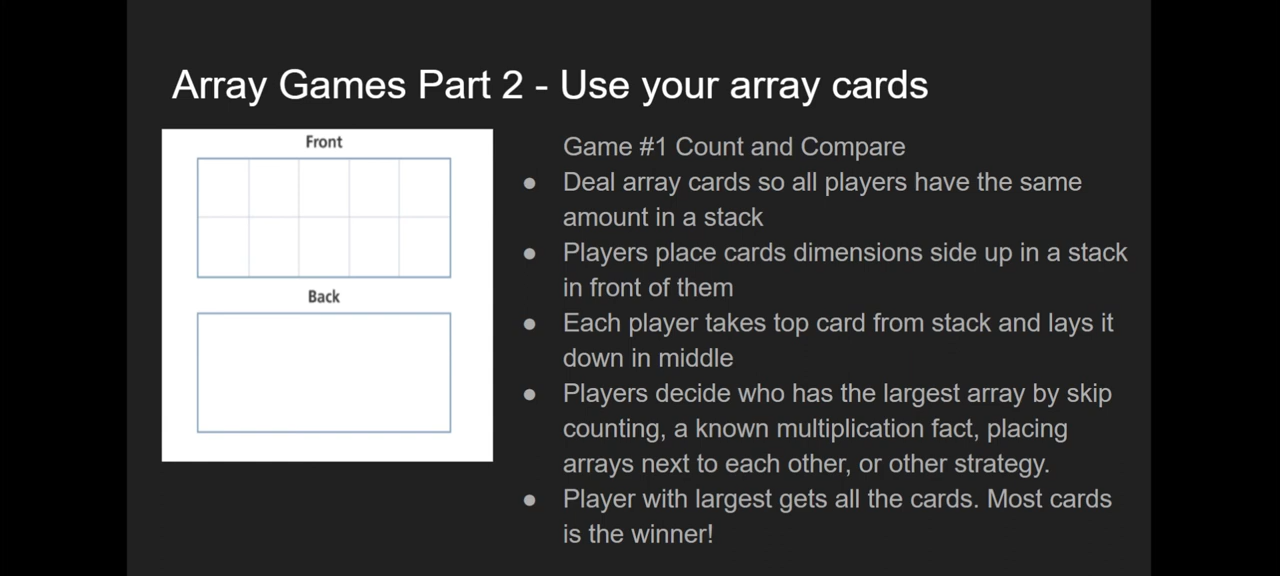 Array Games Part 2 - Use your array cards
Front
Back
Game #1 Count and Compare
● Deal array cards so all players have the same
amount in a stack
● Players place cards dimensions side up in a stack
in front of them
● Each player takes top card from stack and lays it
down in middle
● Players decide who has the largest array by skip
counting, a known multiplication fact, placing
arrays next to each other, or other strategy.
● Player with largest gets all the cards. Most cards
is the winner!